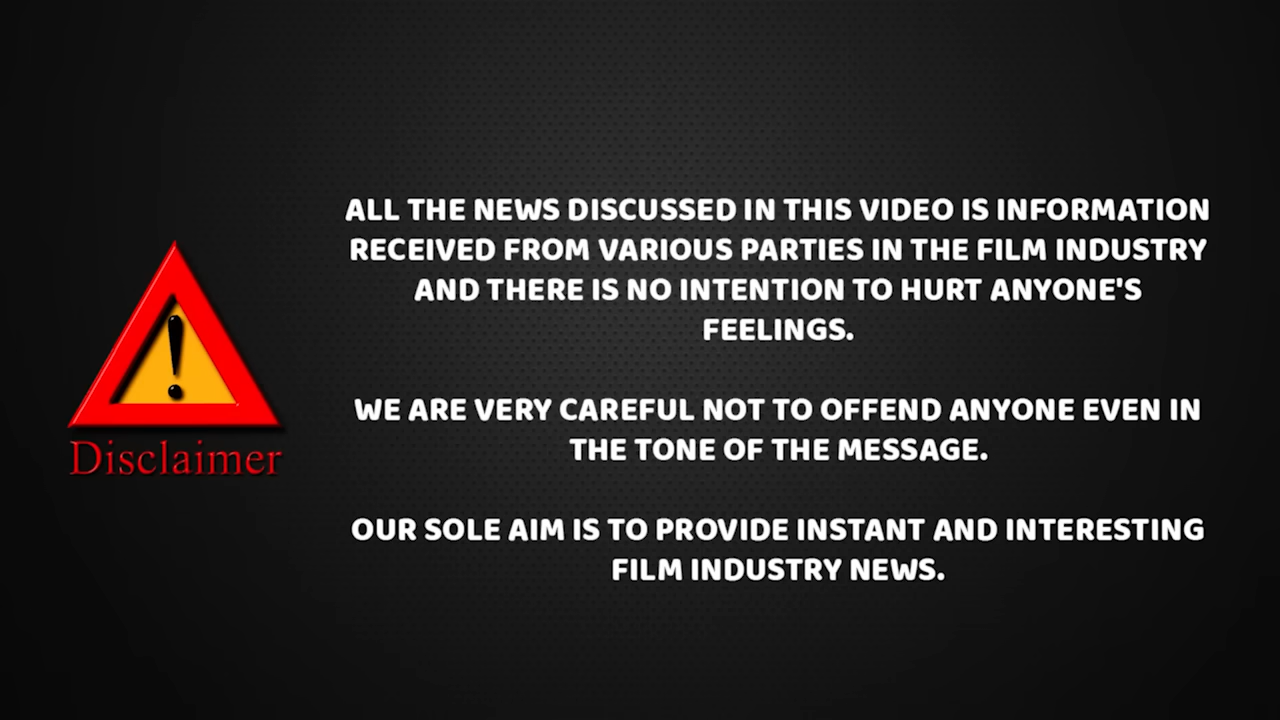 ALL THE NEWS DISCUSSED IN THIS VIDEO IS INFORMATION
RECEIVED FROM VARIOUS PARTIES IN THE FILM INDUSTRY
AND THERE IS NO INTENTION TO HURT ANYONE'S
FEELINGS.
WE ARE VERY CAREFUL NOT TO OFFEND ANYONE EVEN IN
THE TONE OF THE MESSAGE.
OUR SOLE AIM IS TO PROVIDE INSTANT AND INTERESTING
FILM INDUSTRY NEWS.
!
Disclaimer